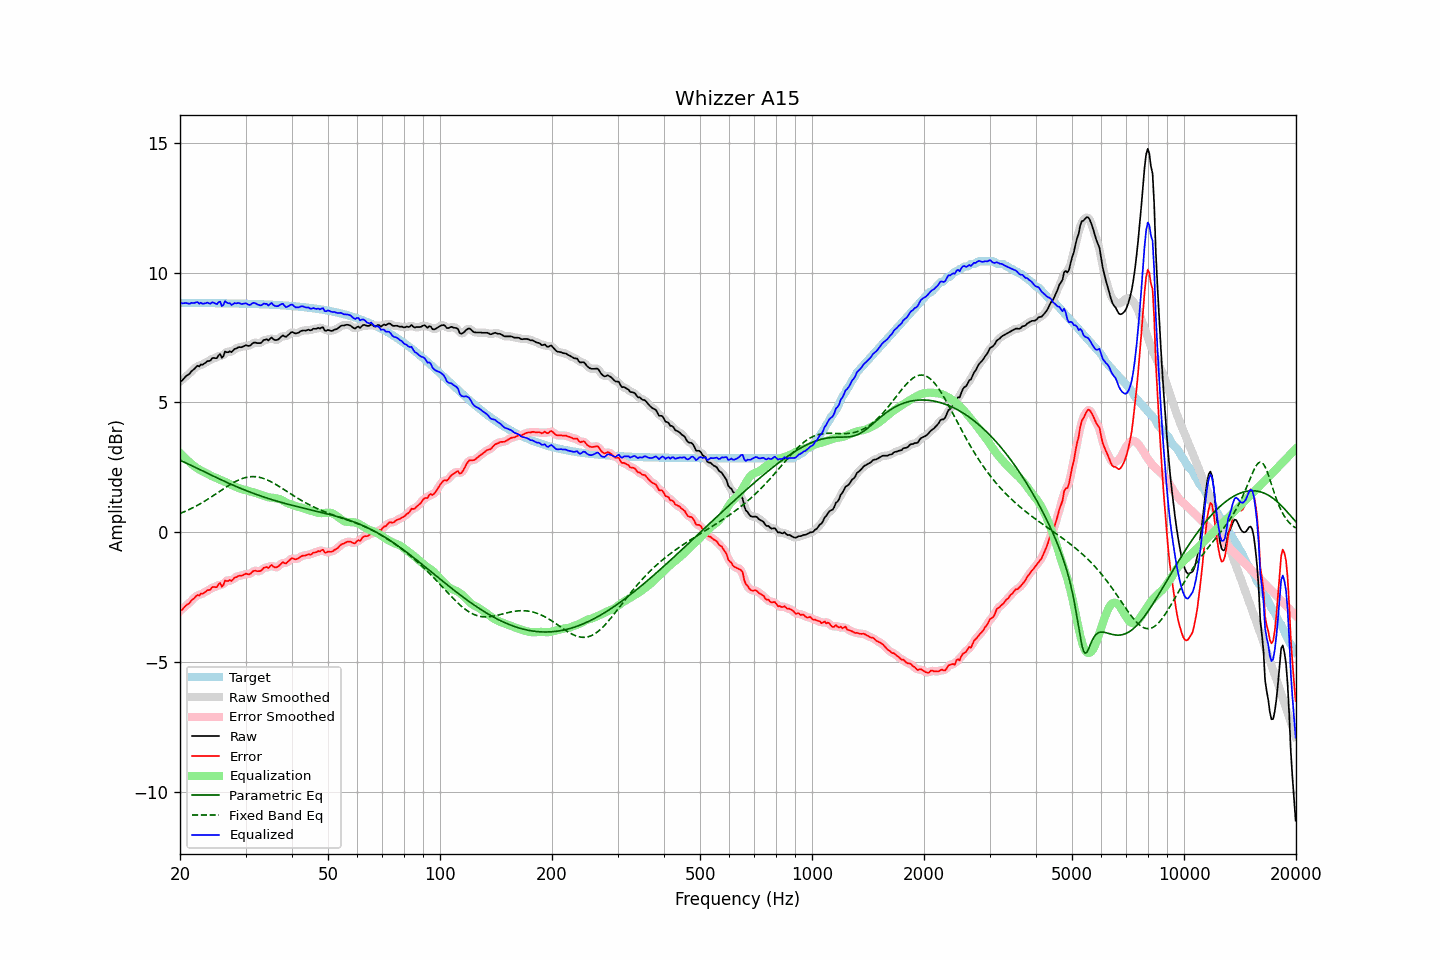 Whizzer A15
Amplitude (dBr)
15
10
5
0
−5
−10
Target
Raw Smoothed
Error Smoothed
Raw
Error
Equalization
Parametric Eq
Fixed Band Eq
Equalized
20 50 100 200 500 1000 2000 5000 10000 20000
Frequency (Hz)